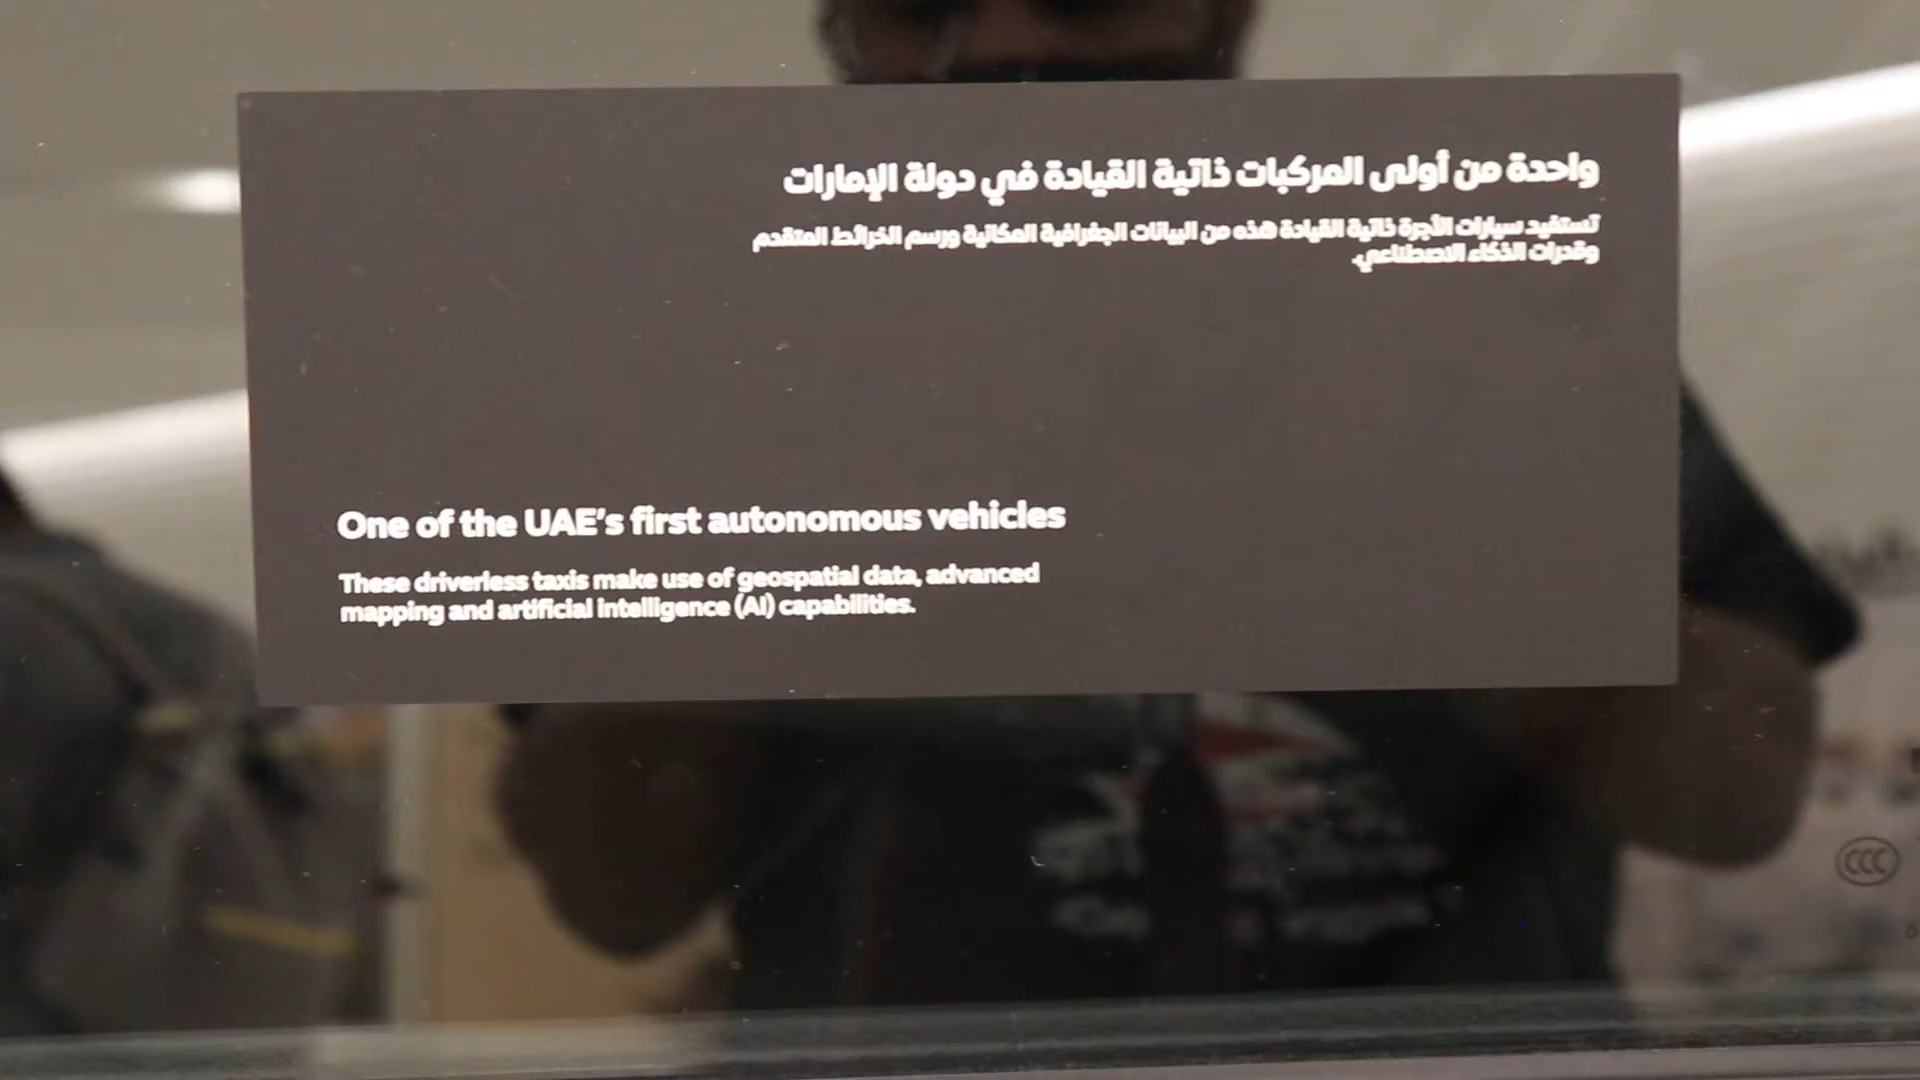 واحدة من أولى المركبات ذاتية القيادة في دولة الإمارات
تستفيد سيارات الأجرة ذاتية القيادة هذه من البيانات الجغرافية المكانية ورسم الخرائط المتقدم
وقدرات الذكاء الاصطناعي.
One of the UAE's first autonomous vehicles
These driverless taxis make use of geospatial data, advanced
mapping and artificial intelligence (AI) capabilities.
CCC